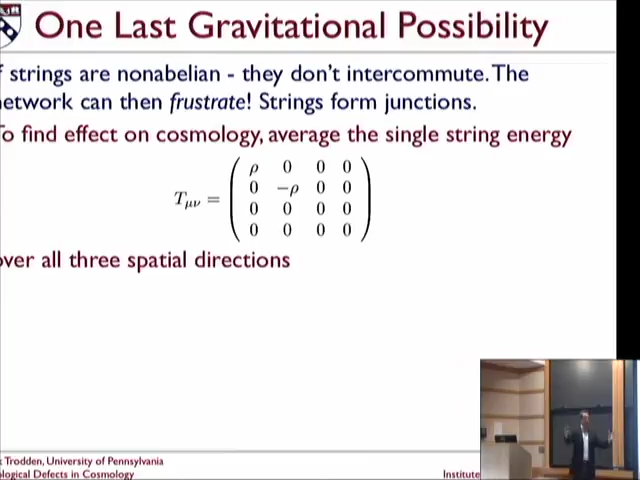 One Last Gravitational Possibility
f strings are nonabelian - they don't intercommute. The
network can then frustrate! Strings form junctions.
To find effect on cosmology, average the single string energy
T_{μν} = ( ρ 0 0 0
0 −ρ 0 0
0 0 0 0
0 0 0 0 )
over all three spatial directions
k Trodden, University of Pennsylvania
ological Defects in Cosmology
Institute